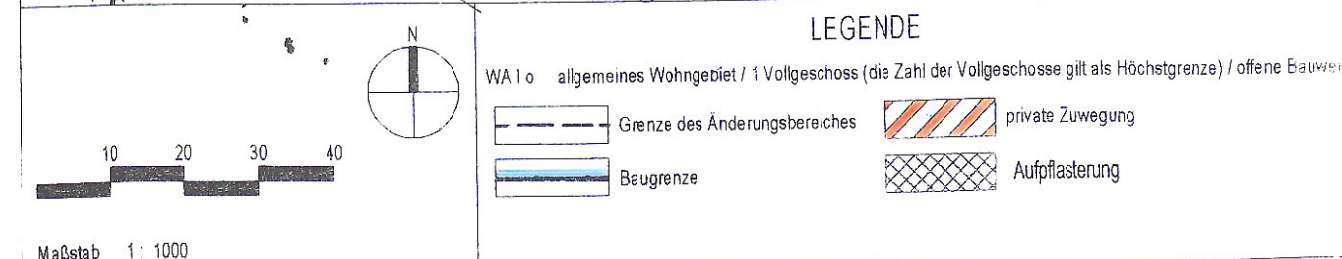 LEGENDE
N
WA I o allgemeines Wohngebiet / 1 Vollgeschoss (die Zahl der Vollgeschosse gilt als Höchstgrenze) / offene
Grenze des Änderungsbereiches
private Zuwegung
Baugrenze
Aufpflasterung
10 20 30 40
Maßstab 1: 1000